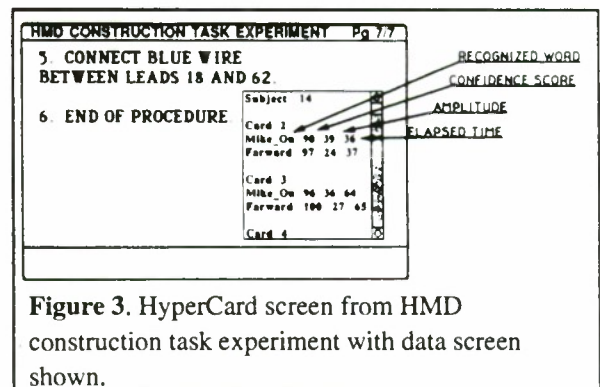 HMD CONSTRUCTION TASK EXPERIMENT Pg 7/7
5. CONNECT BLUE WIRE
BETWEEN LEADS 18 AND 62.
6. END OF PROCEDURE
Subject 14
Card 2
Mike_On 90 39 36
Farward 97 24 37
Card 3
Mike_On 96 36 64
Farward 100 27 65
Card 4
RECOGNIZED WORD
CONFIDENCE SCORE
AMPLITUDE
ELAPSED TIME
Figure 3. HyperCard screen from HMD
construction task experiment with data screen
shown.